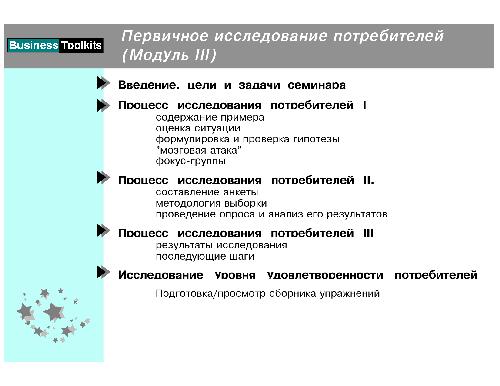 Business Toolkits
Первичное исследование потребителей
(Модуль III)
Введение. цели и задачи семинара
Процесс исследования потребителей I
содержание примера
оценка ситуации
формулировка и проверка гипотезы
"мозговая атака"
фокус-группы
Процесс исследования потребителей II.
составление анкеты
методология выборки
проведение опроса и анализ его результатов
Процесс исследования потребителей III
результаты исследования
последующие шаги
Исследование Уровня Удовлетворенности потребителей
Подготовка/просмотр сборника упражнений